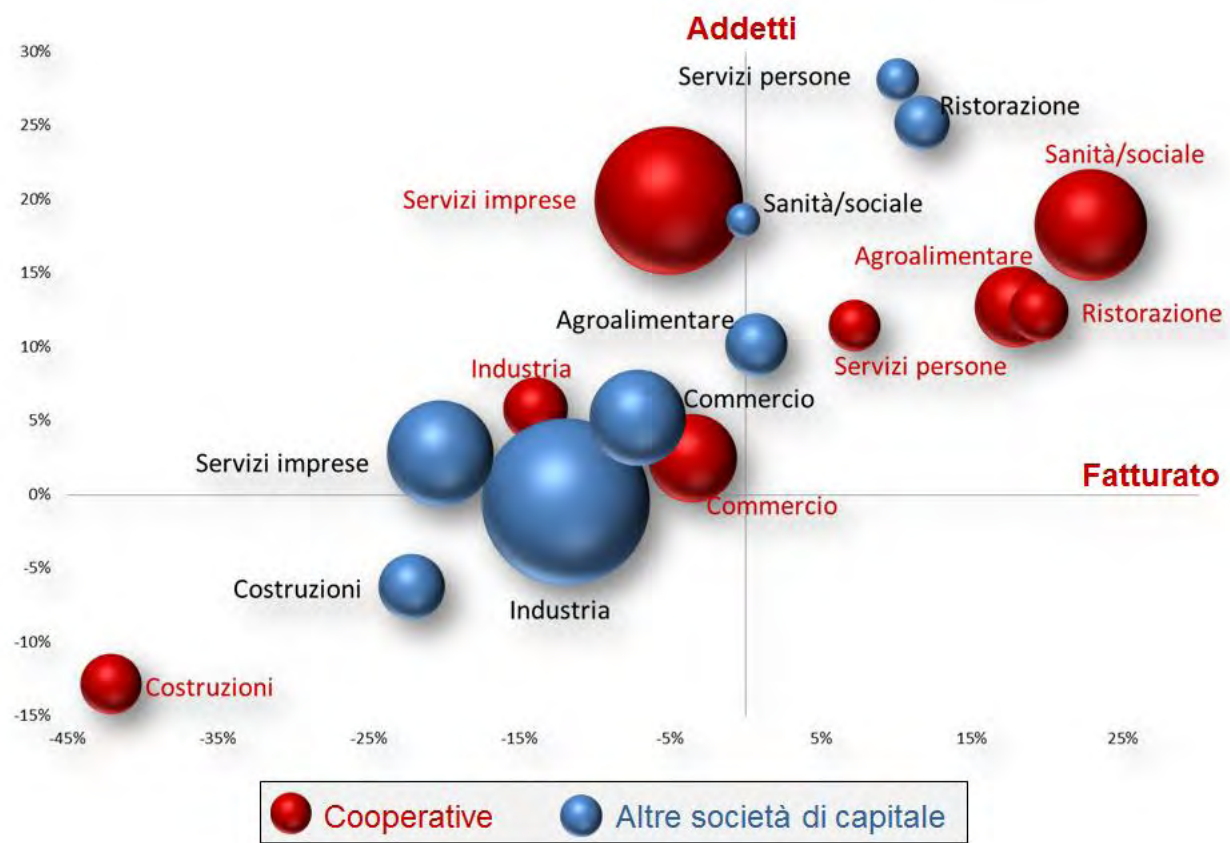 Addetti
30%
Servizi persone
Ristorazione
25%
Sanità/sociale
20%
Servizi imprese
Sanità/sociale
15%
Agroalimentare
Agroalimentare
Ristorazione
10%
Industria
Servizi persone
Commercio
5%
Servizi imprese
Fatturato
0%
Commercio
-5%
Costruzioni
Industria
-10%
Costruzioni
-15%
-45%
-35%
-25%
-15%
-5%
5%
15%
25%
Cooperative
Altre società di capitale